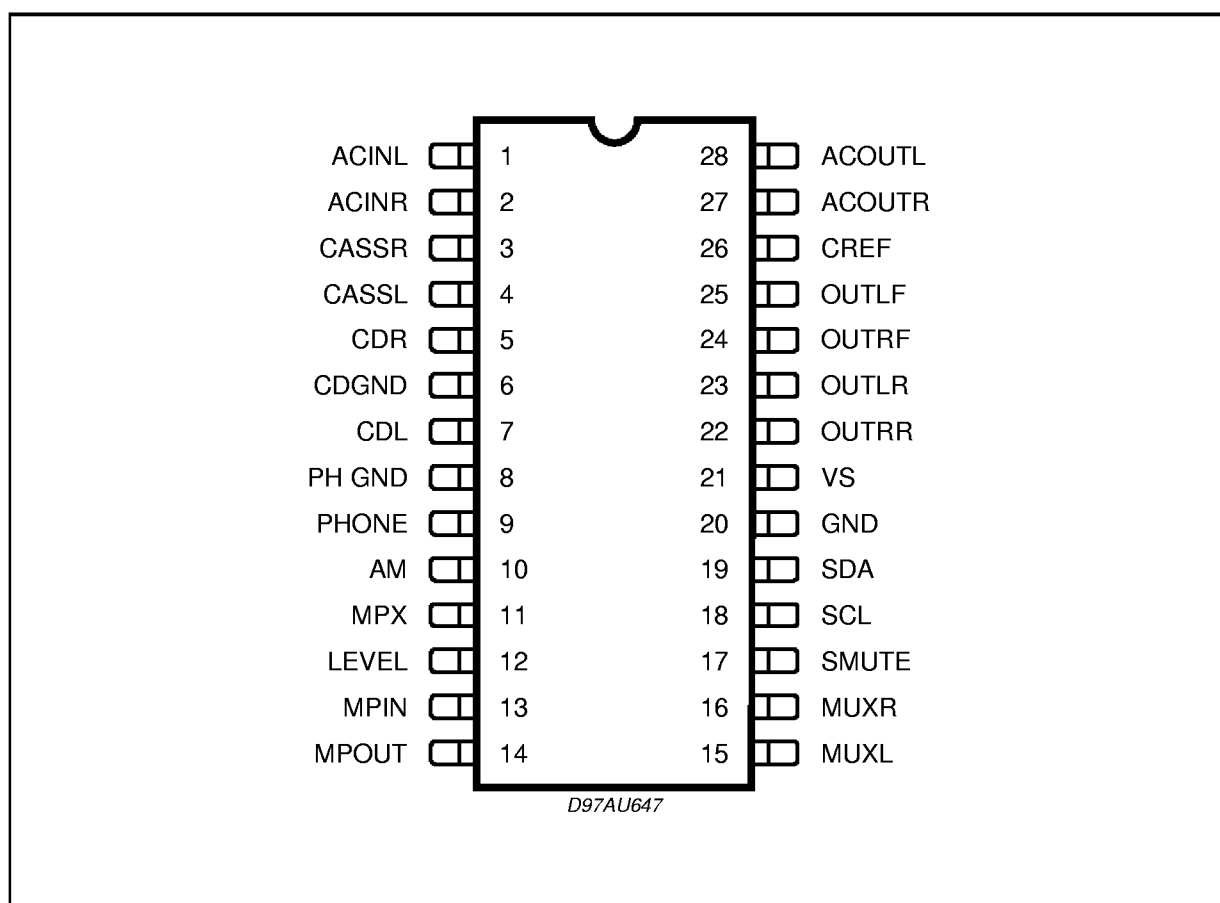 ACINL 1 28 ACOUTL
ACINR 2 27 ACOUTR
CASSR 3 26 CREF
CASSL 4 25 OUTLF
CDR 5 24 OUTRF
CDGND 6 23 OUTLR
CDL 7 22 OUTRR
PH GND 8 21 VS
PHONE 9 20 GND
AM 10 19 SDA
MPX 11 18 SCL
LEVEL 12 17 SMUTE
MPIN 13 16 MUXR
MPOUT 14 15 MUXL
D97AU647